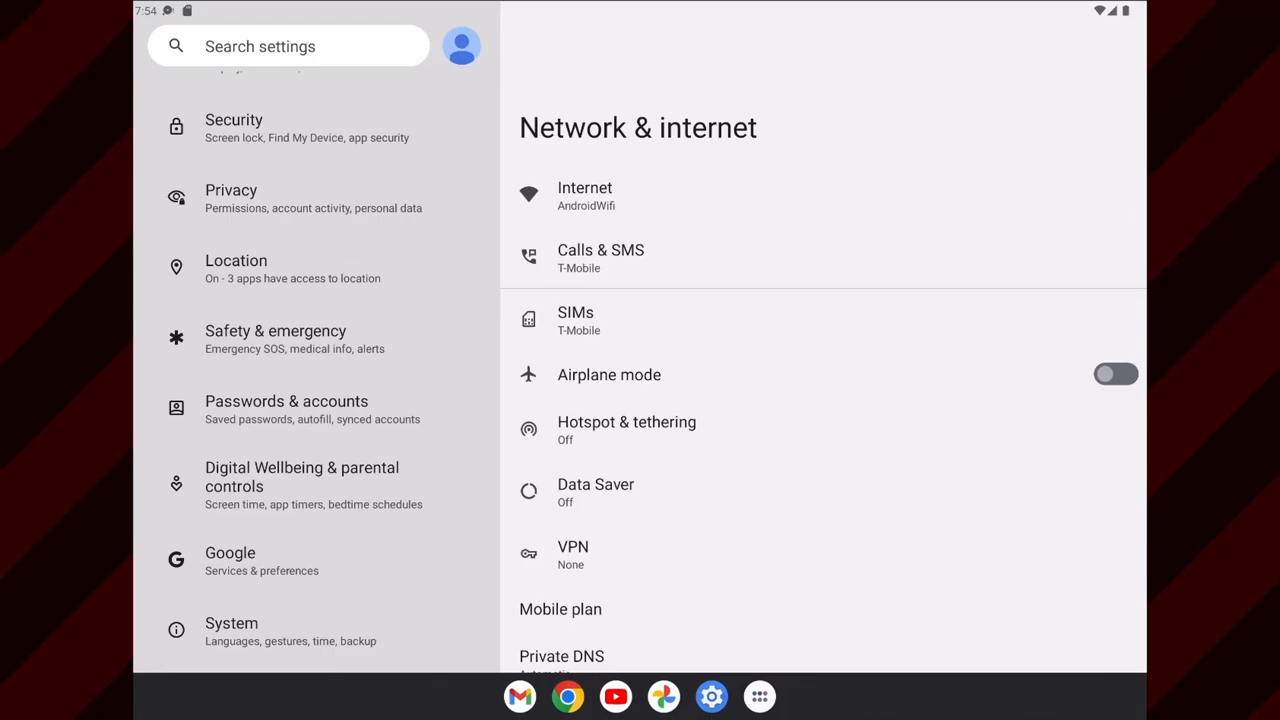 7:54
Search settings
Security
Screen lock, Find My Device, app security
Privacy
Permissions, account activity, personal data
Location
On - 3 apps have access to location
Safety & emergency
Emergency SOS, medical info, alerts
Passwords & accounts
Saved passwords, autofill, synced accounts
Digital Wellbeing & parental
controls
Screen time, app timers, bedtime schedules
Google
Services & preferences
System
Languages, gestures, time, backup
Network & internet
Internet
AndroidWifi
Calls & SMS
T-Mobile
SIMs
T-Mobile
Airplane mode
Hotspot & tethering
Off
Data Saver
Off
VPN
None
Mobile plan
Private DNS